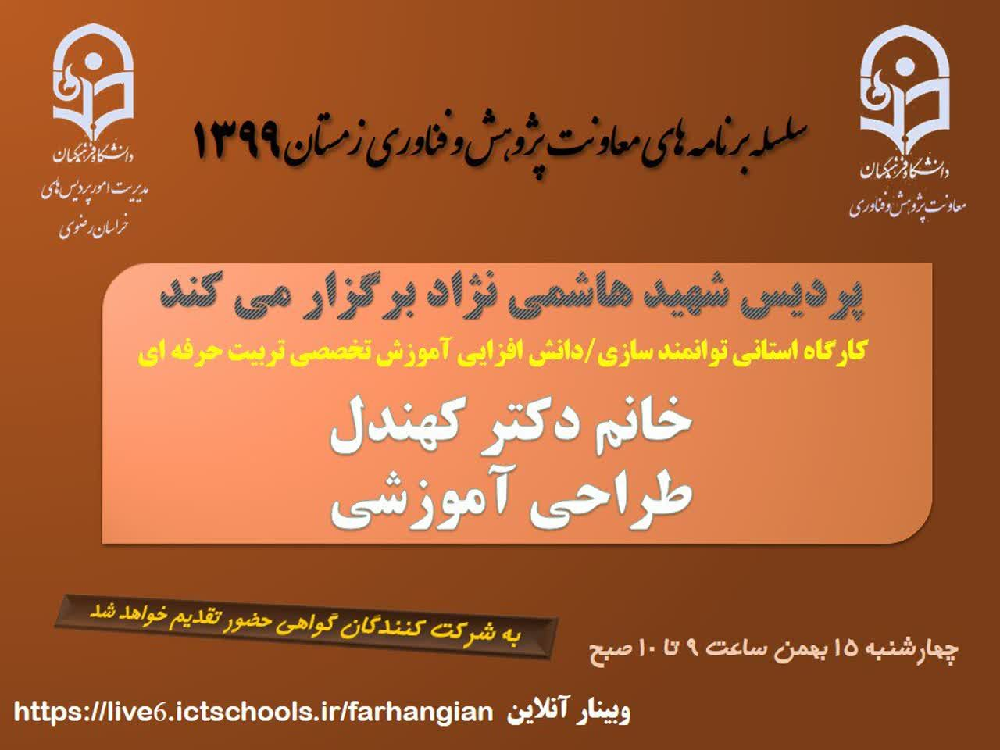 دانشگاه فرهنگیان
معاونت پژوهش و فناوری
دانشگاه فرهنگیان
مدیریت امور پردیس های
خراسان رضوی
سلسله برنامه های معاونت پژوهش و فناوری زمستان ۱۳۹۹
پردیس شهید هاشمی نژاد برگزار می کند
کارگاه استانی توانمند سازی/دانش افزایی آموزش تخصصی تربیت حرفه ای
خانم دکتر کهندل
طراحی آموزشی
به شرکت کنندگان گواهی حضور تقدیم خواهد شد
چهارشنبه ۱۵ بهمن ساعت ۹ تا ۱۰ صبح
وبینار آنلاین https://live6.ictschools.ir/farhangian